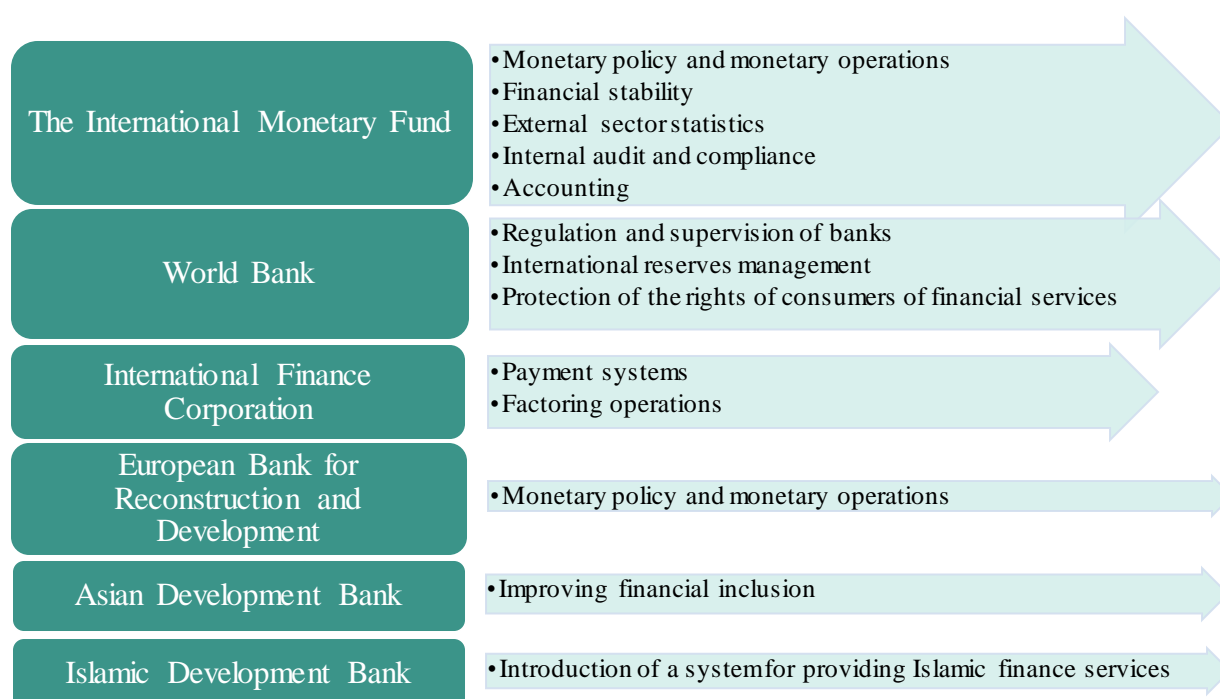 The International Monetary Fund
•Monetary policy and monetary operations
•Financial stability
•External sector statistics
•Internal audit and compliance
•Accounting
World Bank
•Regulation and supervision of banks
•International reserves management
•Protection of the rights of consumers of financial services
International Finance
Corporation
•Payment systems
•Factoring operations
European Bank for
Reconstruction and
Development
•Monetary policy and monetary operations
Asian Development Bank
•Improving financial inclusion
Islamic Development Bank
•Introduction of a systemfor providing Islamic finance services